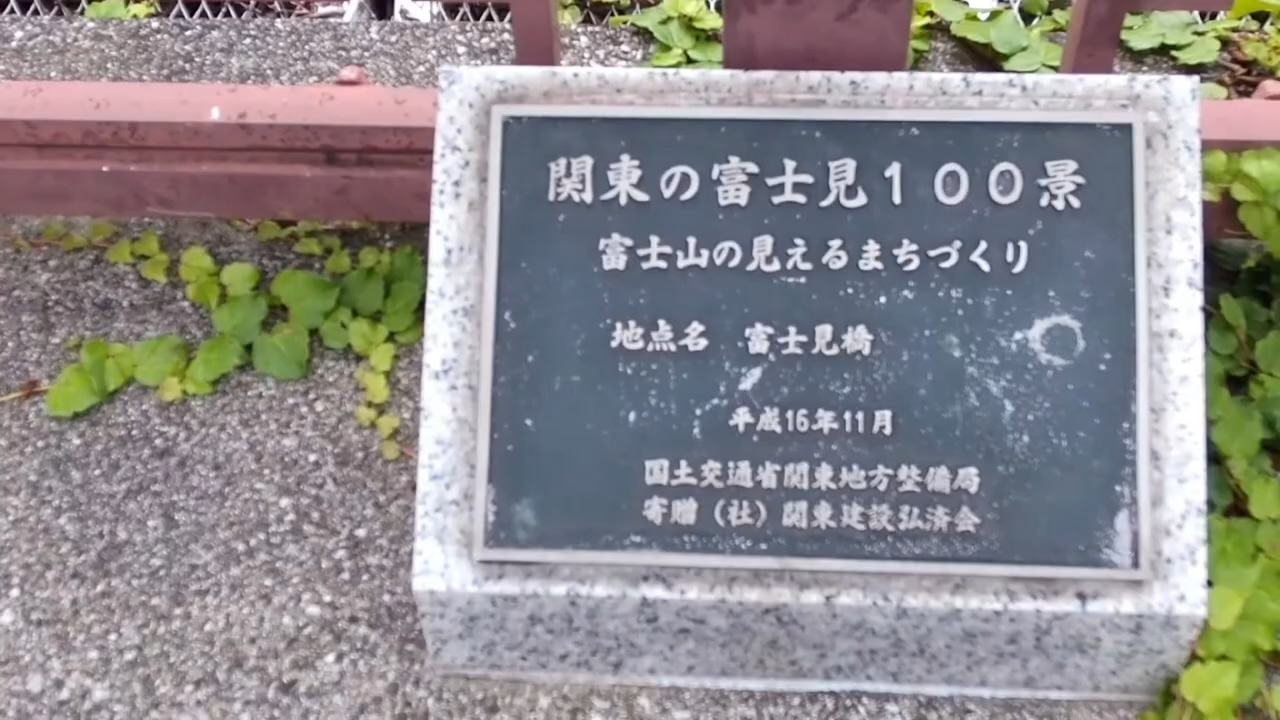 関東の富士見１００景
富士山の見えるまちづくり
地点名　富士見橋
平成16年11月
国土交通省関東地方整備局
寄贈（社）関東建設弘済会